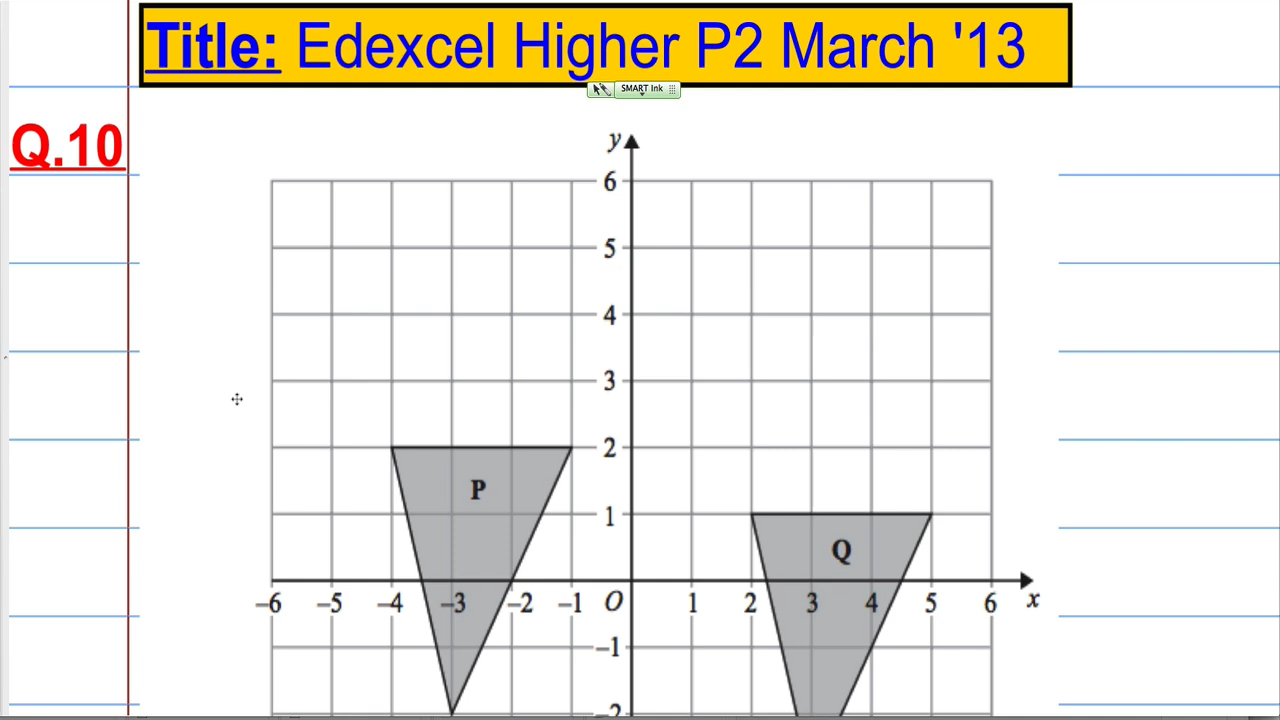 Title: Edexcel Higher P2 March '13
SMART Ink
Q.10
y
6
5
4
3
2
P
1
Q
–6 –5 –4 –3 –2 –1 O 1 2 3 4 5 6 x
–1
–2